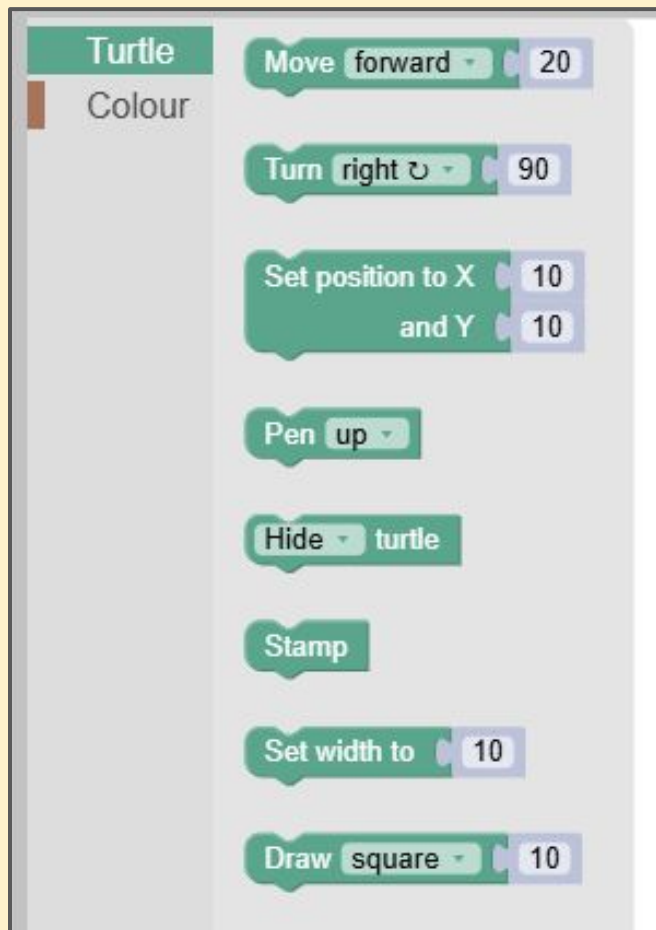 Turtle
Colour
Move forward 20
Turn right ↻ 90
Set position to X 10
and Y 10
Pen up
Hide turtle
Stamp
Set width to 10
Draw square 10